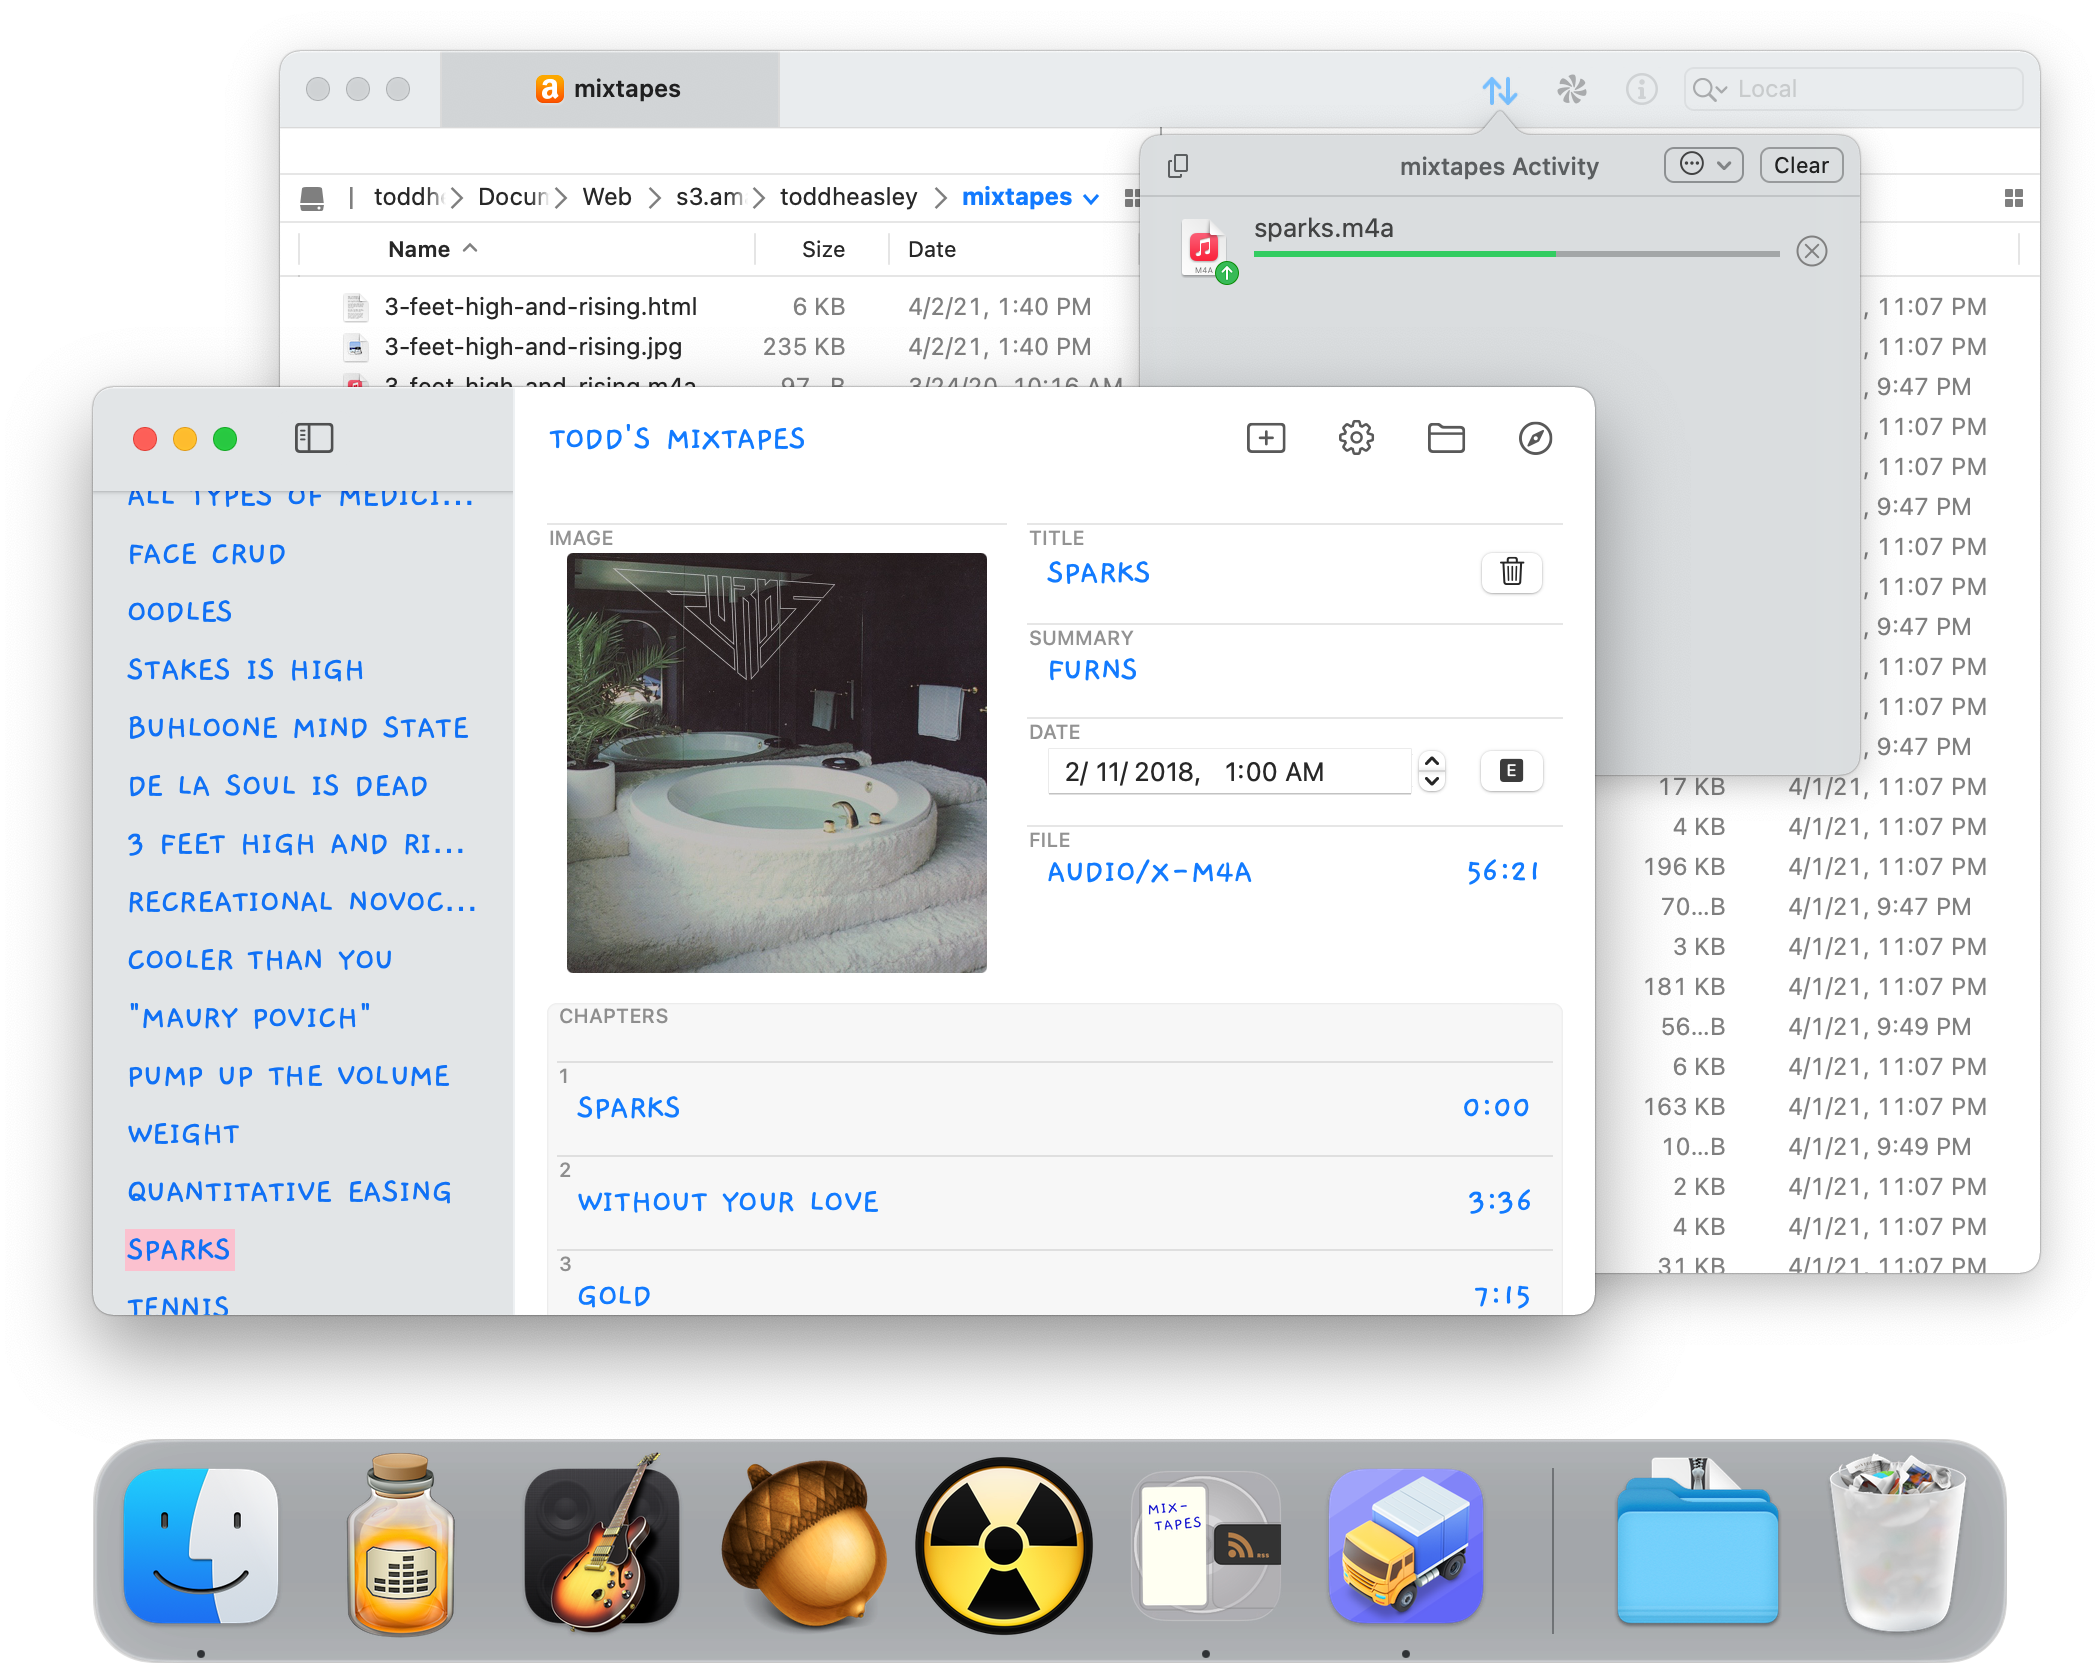 mixtapes
Local
mixtapes Activity
Clear
toddh
Docun
Web
s3.am
toddheasley
mixtapes
sparks.m4a
M4A
Name
Size
Date
3-feet-high-and-rising.html 6 KB 4/2/21, 1:40 PM , 11:07 PM
3-feet-high-and-rising.jpg 235 KB 4/2/21, 1:40 PM , 11:07 PM
3-feet-high-and-rising.m4a 97...B 3/24/20, 10:16 AM , 9:47 PM
, 11:07 PM
, 11:07 PM
, 9:47 PM
, 11:07 PM
, 11:07 PM
, 9:47 PM
, 11:07 PM
, 11:07 PM
, 9:47 PM
17 KB 4/1/21, 11:07 PM
4 KB 4/1/21, 11:07 PM
196 KB 4/1/21, 11:07 PM
70...B 4/1/21, 9:47 PM
3 KB 4/1/21, 11:07 PM
181 KB 4/1/21, 11:07 PM
56...B 4/1/21, 9:49 PM
6 KB 4/1/21, 11:07 PM
163 KB 4/1/21, 11:07 PM
10...B 4/1/21, 9:49 PM
2 KB 4/1/21, 11:07 PM
4 KB 4/1/21, 11:07 PM
31 KB 4/1/21, 11:07 PM
TODD'S MIXTAPES
ALL TYPES OF MEDICI...
FACE CRUD
OODLES
STAKES IS HIGH
BUHLOONE MIND STATE
DE LA SOUL IS DEAD
3 FEET HIGH AND RI...
RECREATIONAL NOVOC...
COOLER THAN YOU
"MAURY POVICH"
PUMP UP THE VOLUME
WEIGHT
QUANTITATIVE EASING
SPARKS
TENNIS
IMAGE
FURNS
TITLE
SPARKS
SUMMARY
FURNS
DATE
2/ 11/ 2018, 1:00 AM
E
FILE
AUDIO/X-M4A 56:21
CHAPTERS
1
SPARKS 0:00
2
WITHOUT YOUR LOVE 3:36
3
GOLD 7:15
MIX-
TAPES